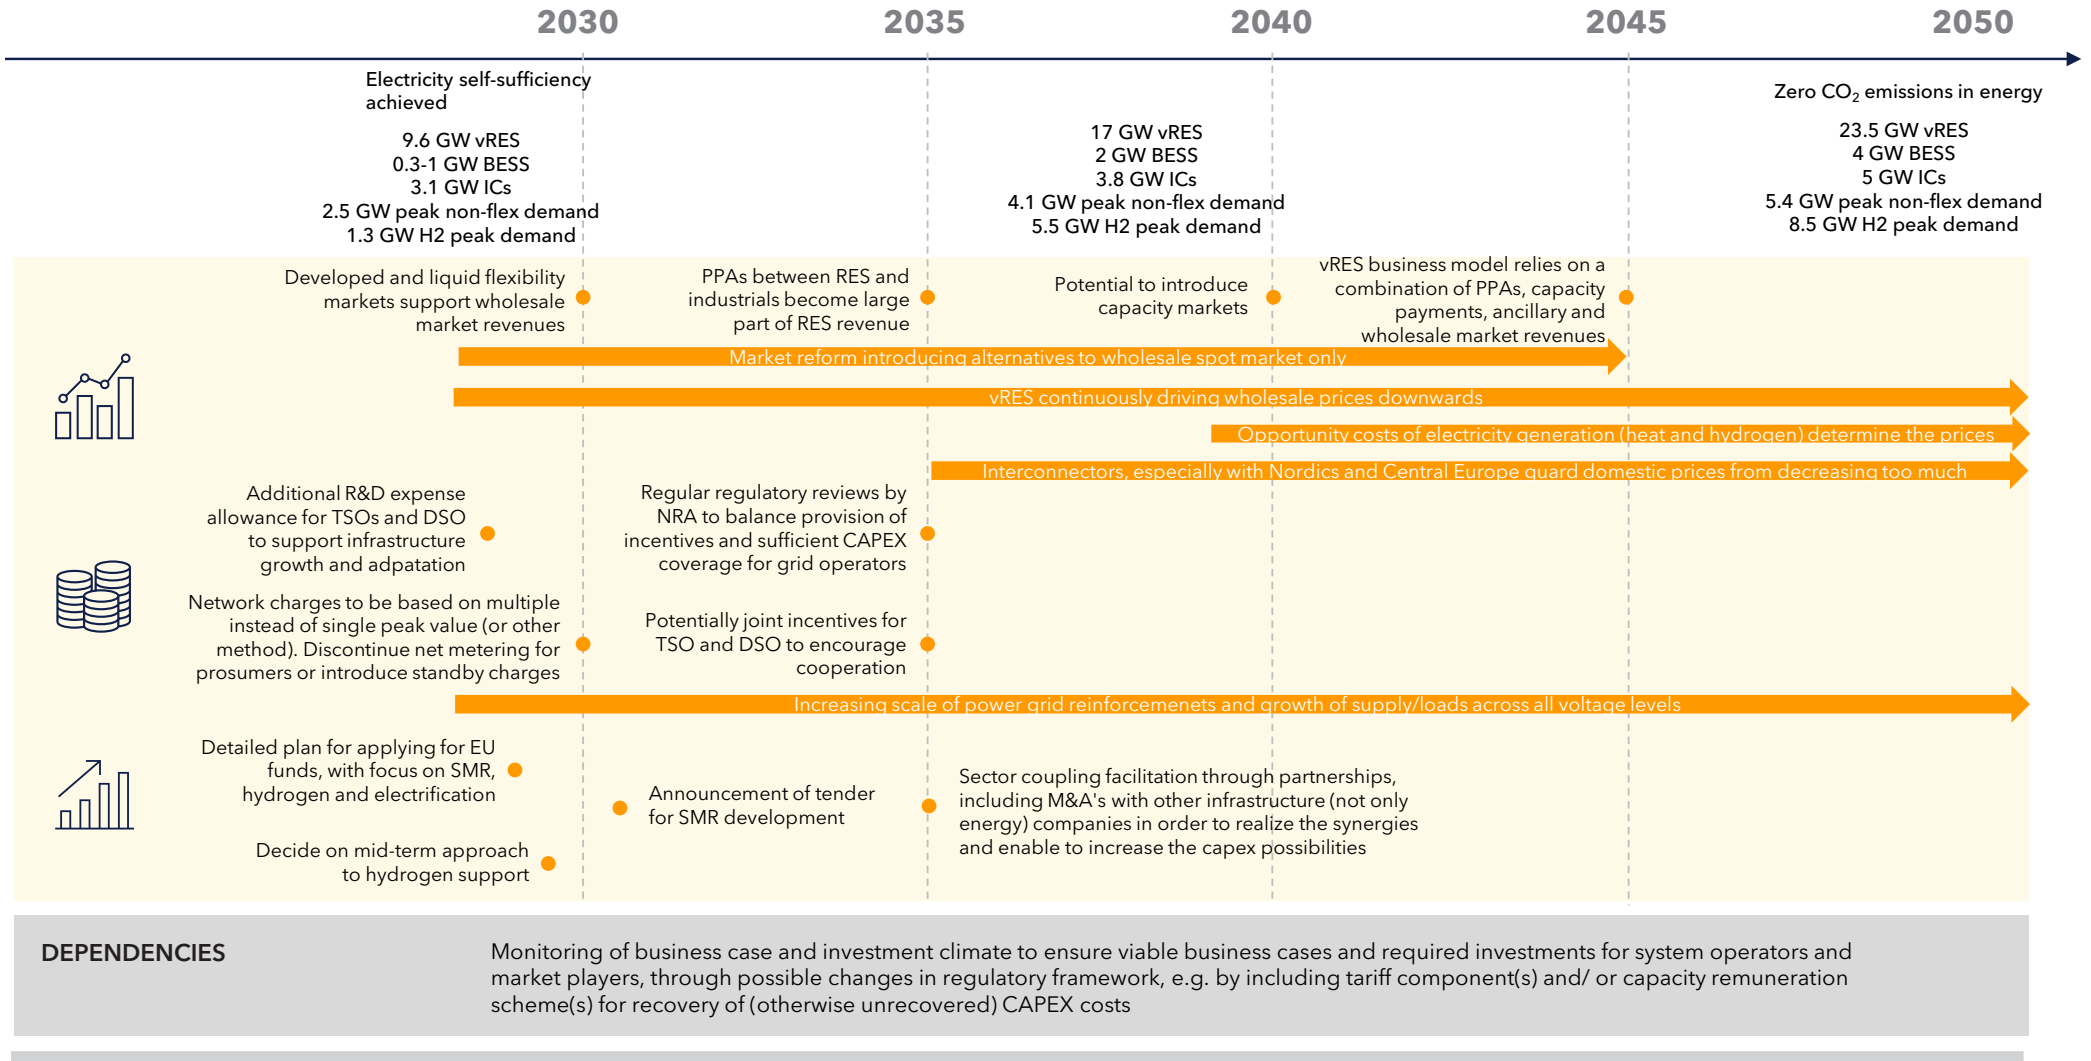 2030
2035
2040
2045
2050
Electricity self-sufficiency
achieved
9.6 GW vRES
0.3-1 GW BESS
3.1 GW ICs
2.5 GW peak non-flex demand
1.3 GW H2 peak demand
17 GW vRES
2 GW BESS
3.8 GW ICs
4.1 GW peak non-flex demand
5.5 GW H2 peak demand
Zero CO₂ emissions in energy
23.5 GW vRES
4 GW BESS
5 GW ICs
5.4 GW peak non-flex demand
8.5 GW H2 peak demand
Developed and liquid flexibility
markets support wholesale
market revenues
PPAs between RES and
industrials become large
part of RES revenue
Potential to introduce
capacity markets
vRES business model relies on a
combination of PPAs, capacity
payments, ancillary and
wholesale market revenues
Market reform introducing alternatives to wholesale spot market only
vRES continuously driving wholesale prices downwards
Opportunity costs of electricity generation (heat and hydrogen) determine the prices
Interconnectors, especially with Nordics and Central Europe guard domestic prices from decreasing too much
Additional R&D expense
allowance for TSOs and DSO
to support infrastructure
growth and adpatation
Regular regulatory reviews by
NRA to balance provision of
incentives and sufficient CAPEX
coverage for grid operators
Network charges to be based on multiple
instead of single peak value (or other
method). Discontinue net metering for
prosumers or introduce standby charges
Potentially joint incentives for
TSO and DSO to encourage
cooperation
Increasing scale of power grid reinforcemenets and growth of supply/loads across all voltage levels
Detailed plan for applying for EU
funds, with focus on SMR,
hydrogen and electrification
Announcement of tender
for SMR development
Sector coupling facilitation through partnerships,
including M&A's with other infrastructure (not only
energy) companies in order to realize the synergies
and enable to increase the capex possibilities
Decide on mid-term approach
to hydrogen support
DEPENDENCIES
Monitoring of business case and investment climate to ensure viable business cases and required investments for system operators and
market players, through possible changes in regulatory framework, e.g. by including tariff component(s) and/ or capacity remuneration
scheme(s) for recovery of (otherwise unrecovered) CAPEX costs